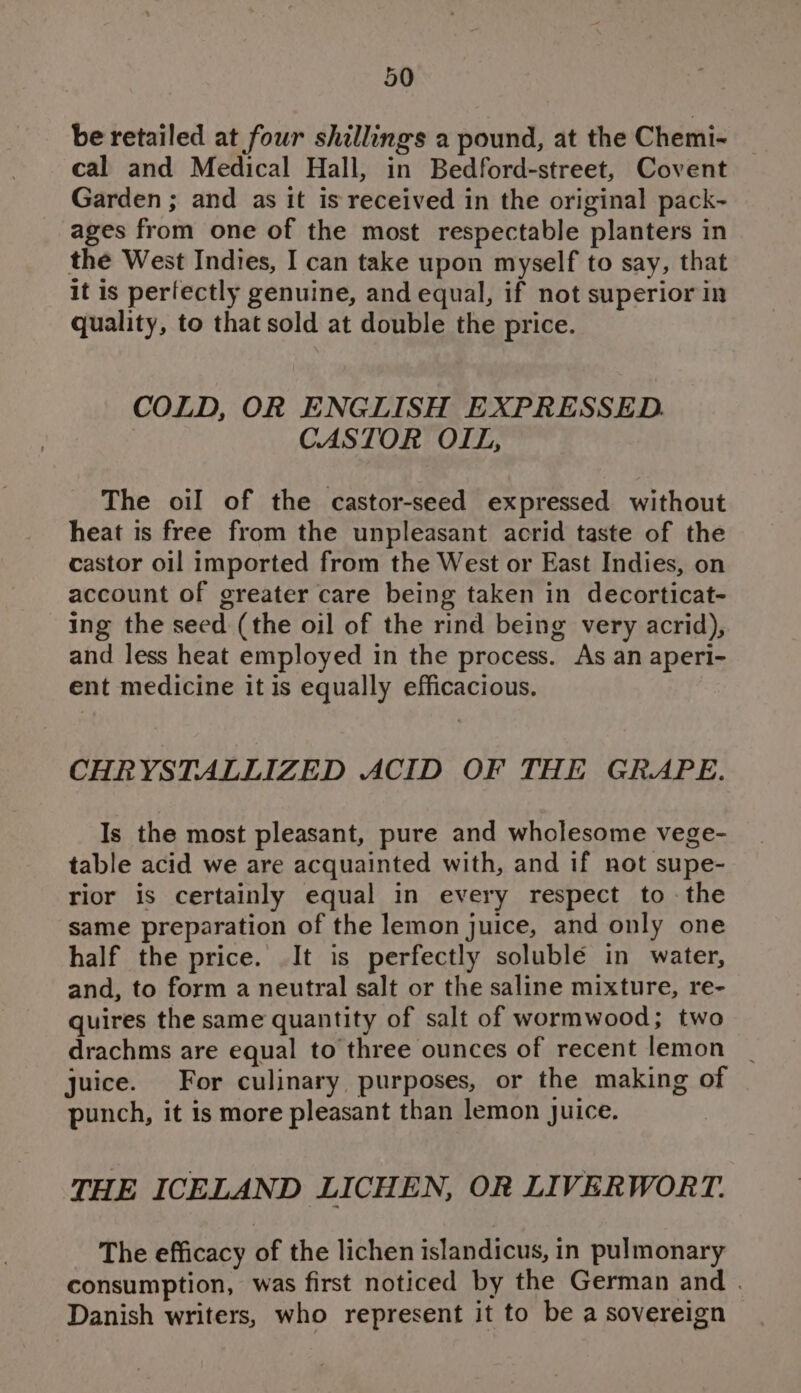 50
be retailed at four shillings a pound, at the Chemi-
cal and Medical Hall, in Bedford-street, Covent
Garden; and as it is received in the original pack-
ages from one of the most respectable planters in
the West Indies, I can take upon myself to say, that
it is perfectly genuine, and equal, if not superior in
quality, to that sold at double the price.
COLD, OR ENGLISH EXPRESSED
CASTOR OIL,
The oil of the castor-seed expressed without
heat is free from the unpleasant acrid taste of the
castor oil imported from the West or East Indies, on
account of greater care being taken in decorticat-
ing the seed (the oil of the rind being very acrid),
and less heat employed in the process. As an aperi-
ent medicine it is equally efficacious.
CHRYSTALLIZED ACID OF THE GRAPE.
Is the most pleasant, pure and wholesome vege-
table acid we are acquainted with, and if not supe-
rior is certainly equal in every respect to the
same preparation of the lemon juice, and only one
half the price. It is perfectly soluble in water,
and, to form a neutral salt or the saline mixture, re-
quires the same quantity of salt of wormwood; two
drachms are equal to three ounces of recent lemon
juice. For culinary purposes, or the making of
punch, it is more pleasant than lemon juice.
THE ICELAND LICHEN, OR LIVERWORT.
The efficacy of the lichen islandicus, in pulmonary
consumption, was first noticed by the German and
Danish writers, who represent it to be a sovereign